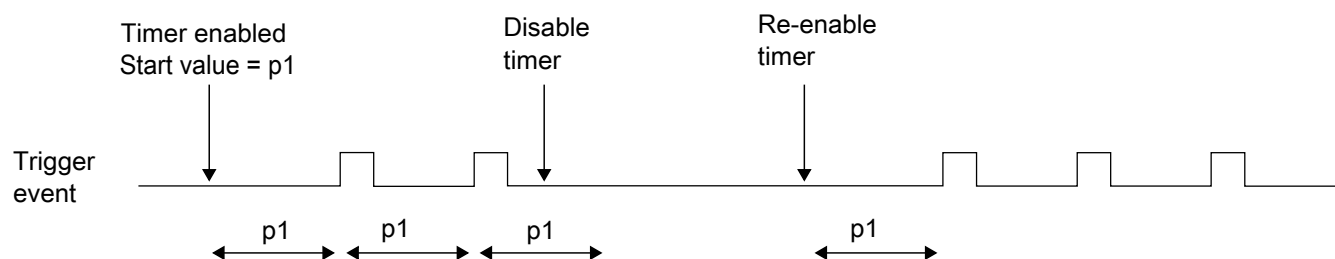 Timer enabled
Start value = p1
Disable
timer
Re-enable
timer
Trigger
event
p1
p1
p1
p1